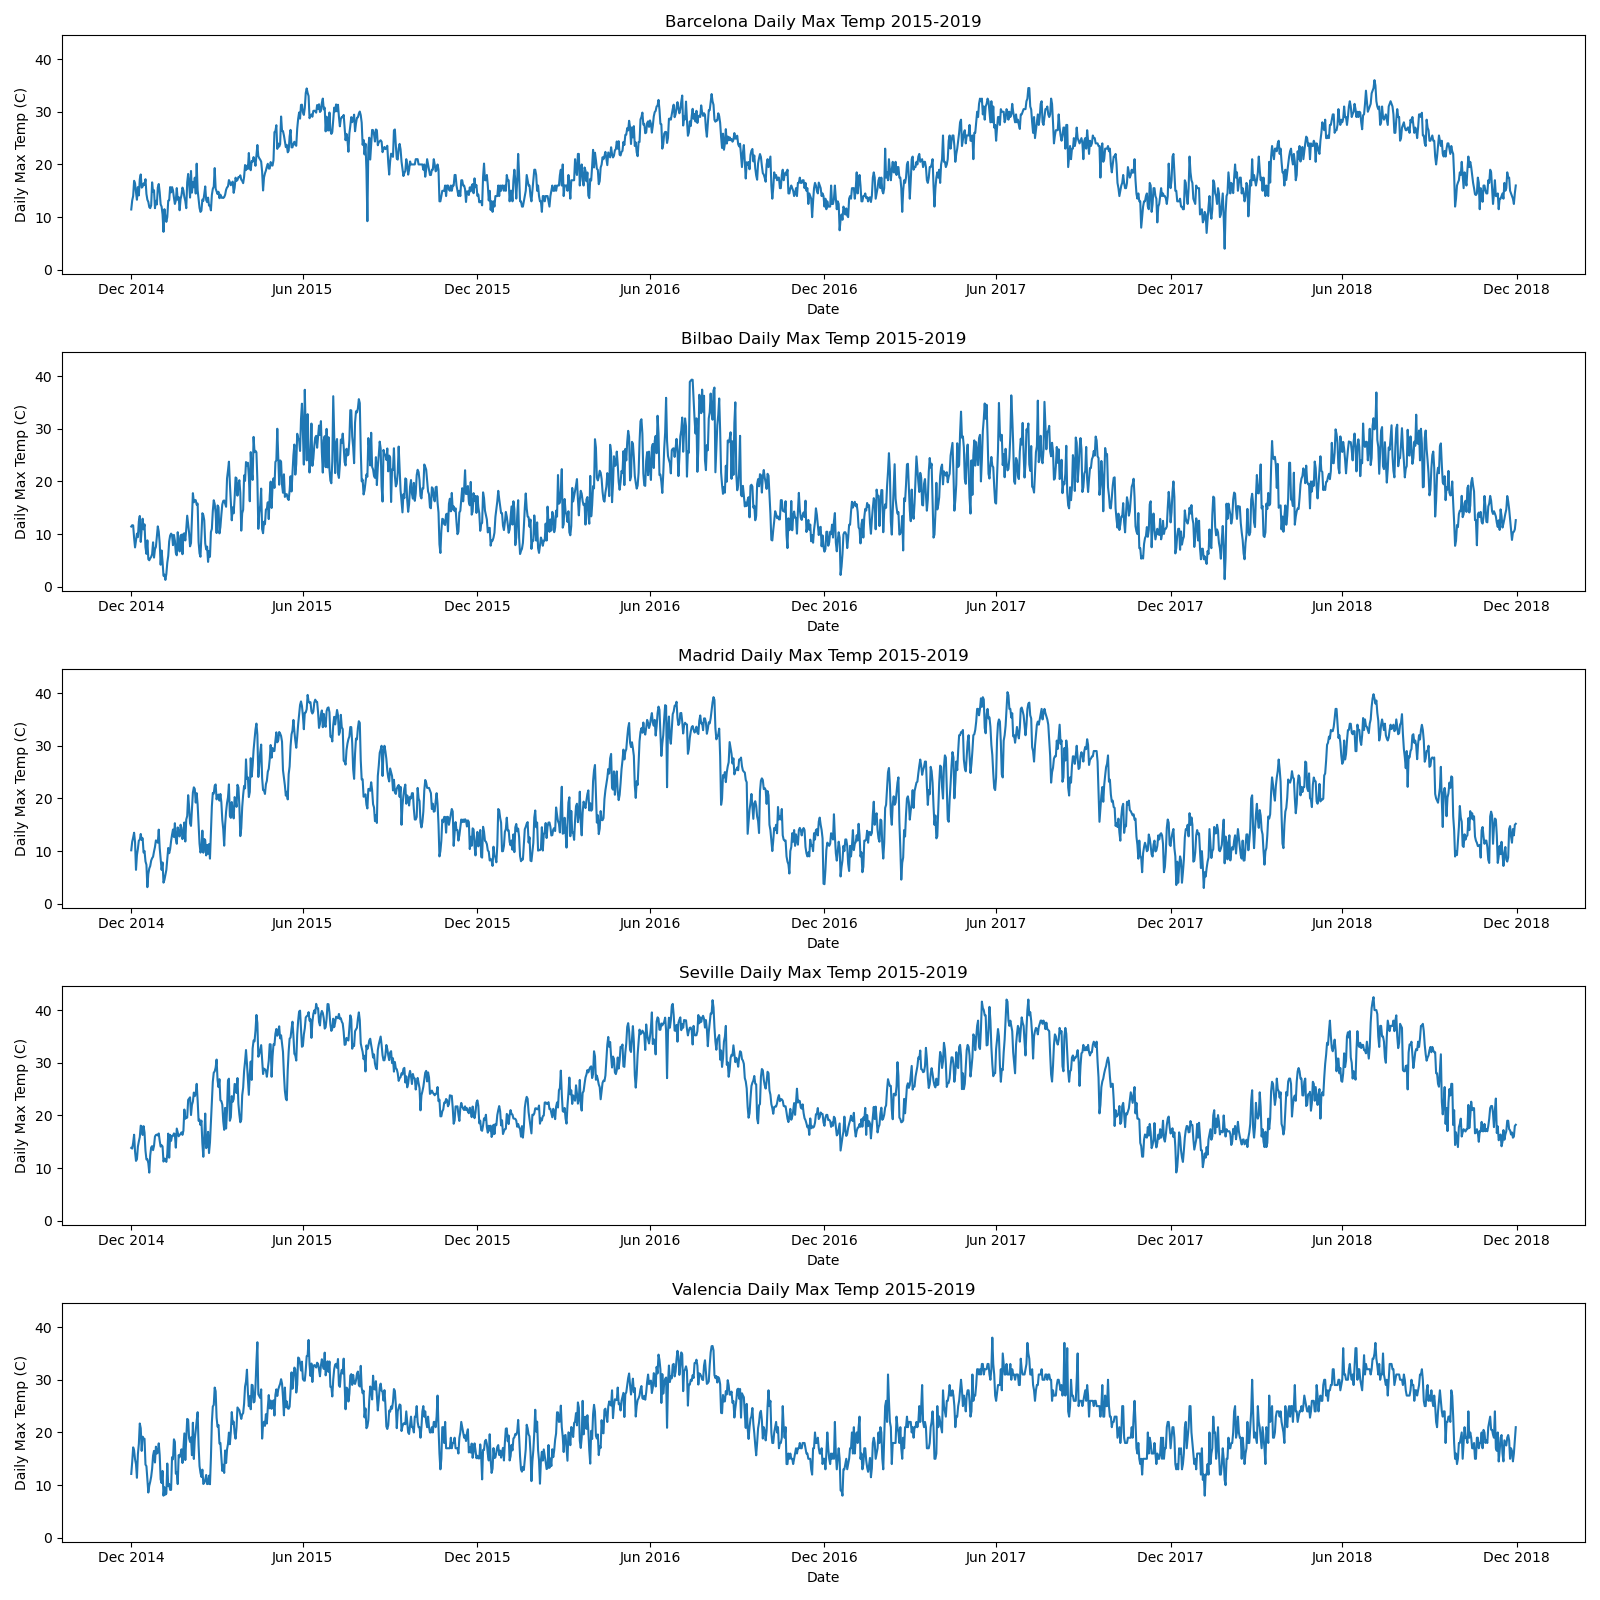 Barcelona Daily Max Temp 2015-2019
Daily Max Temp (C)
40
30
20
10
0
Dec 2014 Jun 2015 Dec 2015 Jun 2016 Dec 2016 Jun 2017 Dec 2017 Jun 2018 Dec 2018
Date
Bilbao Daily Max Temp 2015-2019
Daily Max Temp (C)
40
30
20
10
0
Dec 2014 Jun 2015 Dec 2015 Jun 2016 Dec 2016 Jun 2017 Dec 2017 Jun 2018 Dec 2018
Date
Madrid Daily Max Temp 2015-2019
Daily Max Temp (C)
40
30
20
10
0
Dec 2014 Jun 2015 Dec 2015 Jun 2016 Dec 2016 Jun 2017 Dec 2017 Jun 2018 Dec 2018
Date
Seville Daily Max Temp 2015-2019
Daily Max Temp (C)
40
30
20
10
0
Dec 2014 Jun 2015 Dec 2015 Jun 2016 Dec 2016 Jun 2017 Dec 2017 Jun 2018 Dec 2018
Date
Valencia Daily Max Temp 2015-2019
Daily Max Temp (C)
40
30
20
10
0
Dec 2014 Jun 2015 Dec 2015 Jun 2016 Dec 2016 Jun 2017 Dec 2017 Jun 2018 Dec 2018
Date